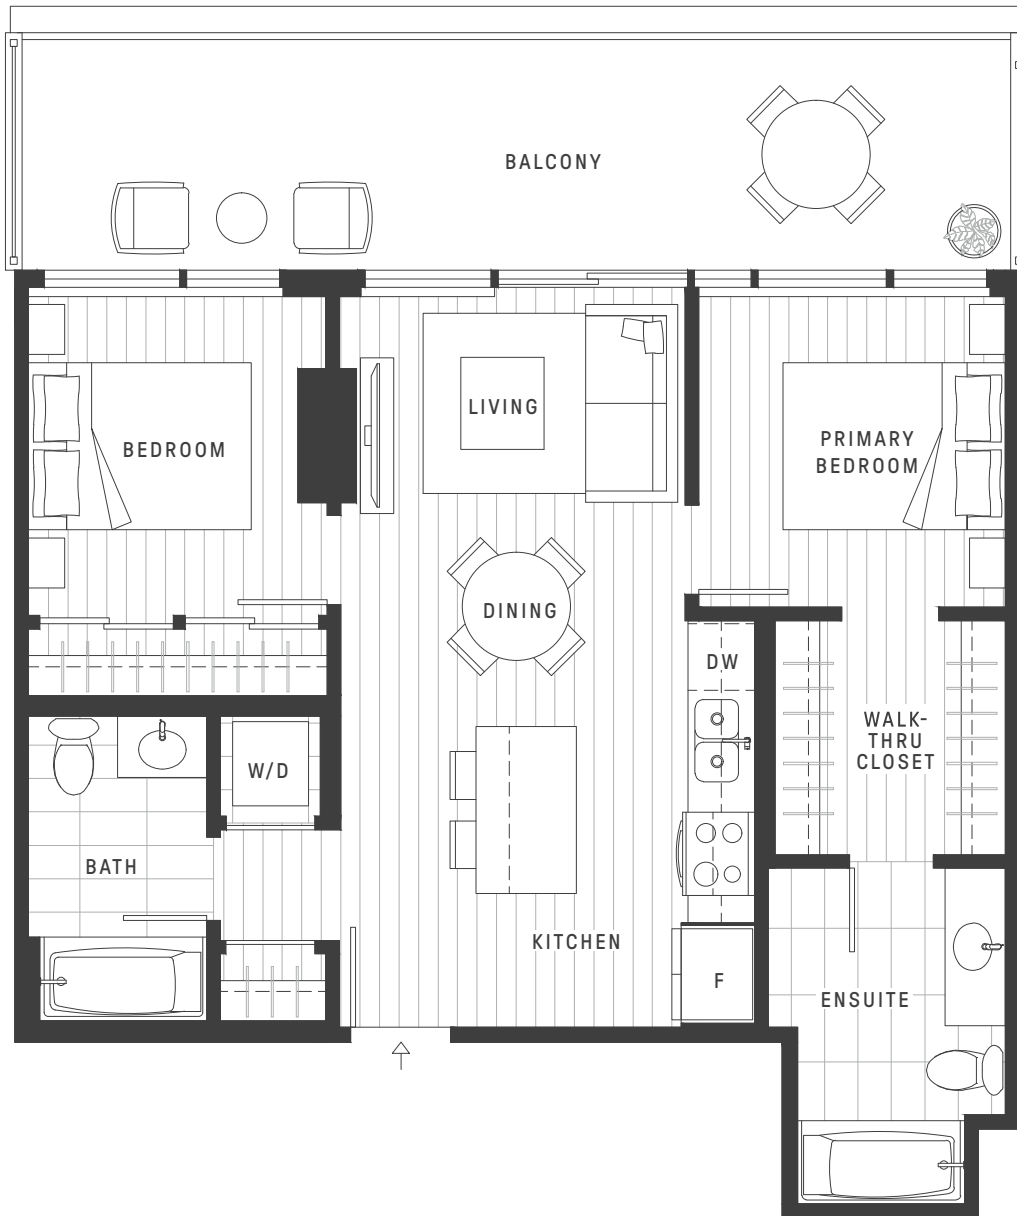 BALCONY
LIVING
BEDROOM
PRIMARY
BEDROOM
DINING
DW
WALK-
THRU
CLOSET
W/D
BATH
KITCHEN
F
ENSUITE